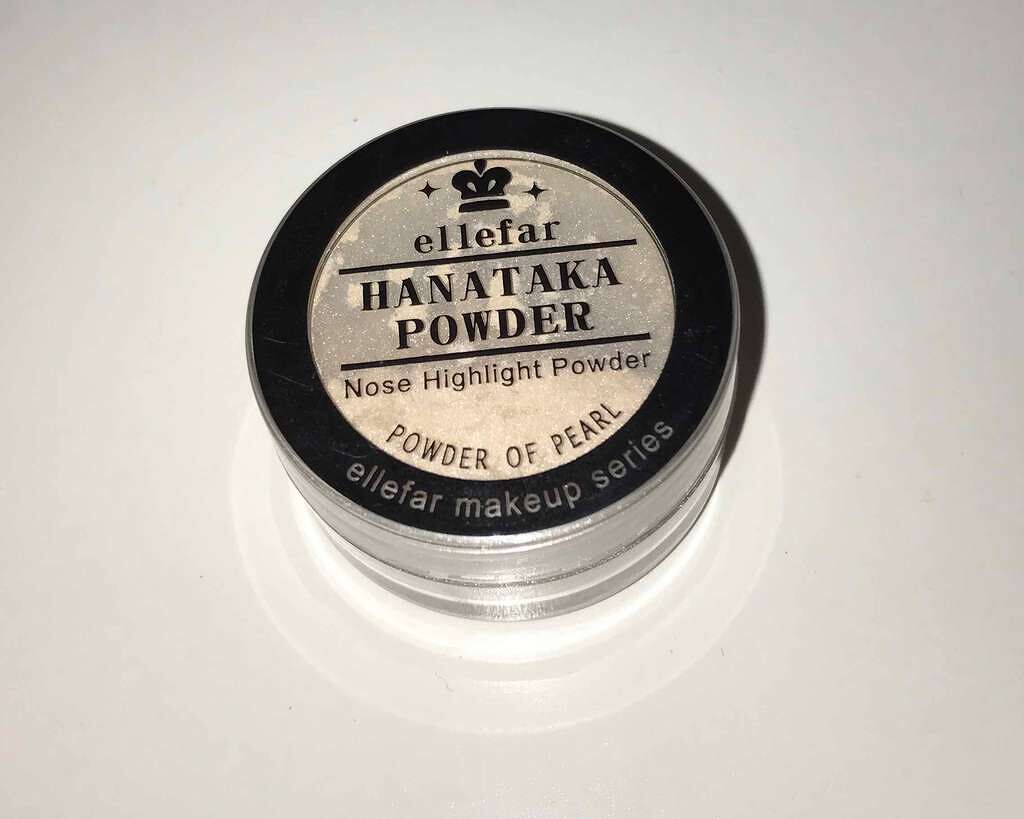 ellefar
HANATAKA
POWDER
Nose Highlight Powder
POWDER OF PEARL
ellefar makeup series